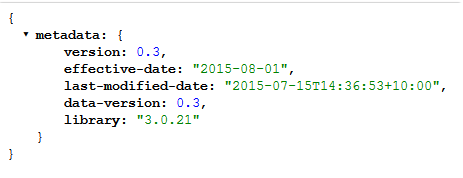 {
▾ metadata: {
version: 0.3,
effective-date: "2015-08-01",
last-modified-date: "2015-07-15T14:36:53+10:00",
data-version: 0.3,
library: "3.0.21"
}
}